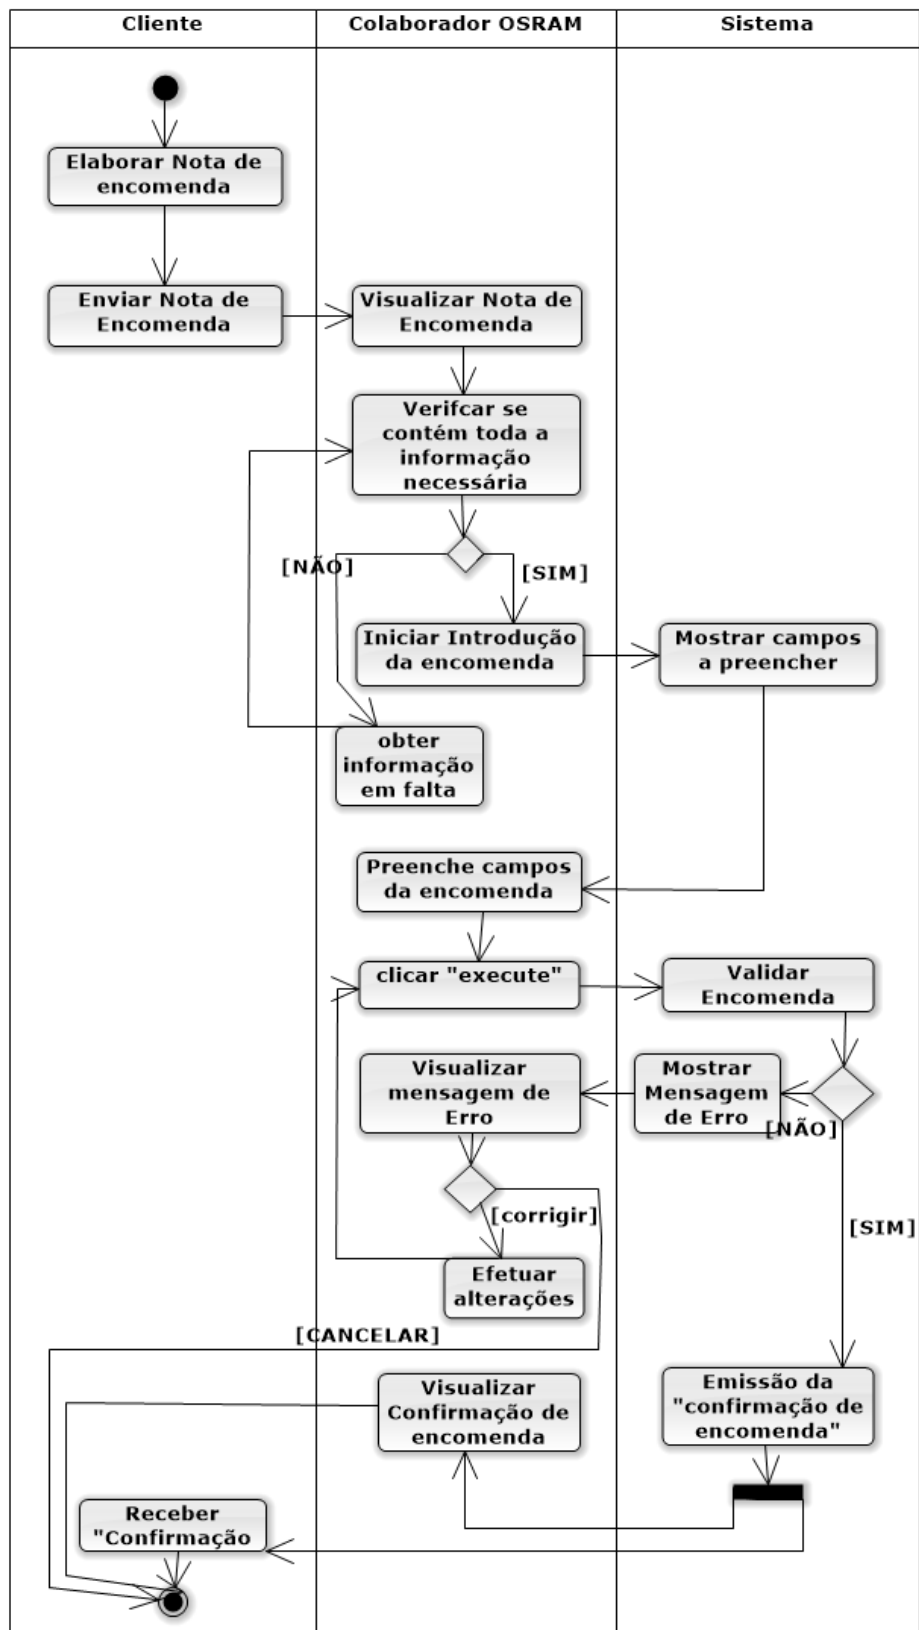 Cliente
Colaborador OSRAM
Sistema
Elaborar Nota de
encomenda
Enviar Nota de
Encomenda
Visualizar Nota de
Encomenda
Verifcar se
contém toda a
informação
necessária
[NÃO]
[SIM]
Iniciar Introdução
da encomenda
Mostrar campos
a preencher
obter
informação
em falta
Preenche campos
da encomenda
clicar "execute"
Validar
Encomenda
Visualizar
mensagem de
Erro
Mostrar
Mensagem
de Erro
[NÃO]
[corrigir]
[SIM]
Efetuar
alterações
[CANCELAR]
Visualizar
Confirmação de
encomenda
Emissão da
"confirmação de
encomenda"
Receber
"Confirmação